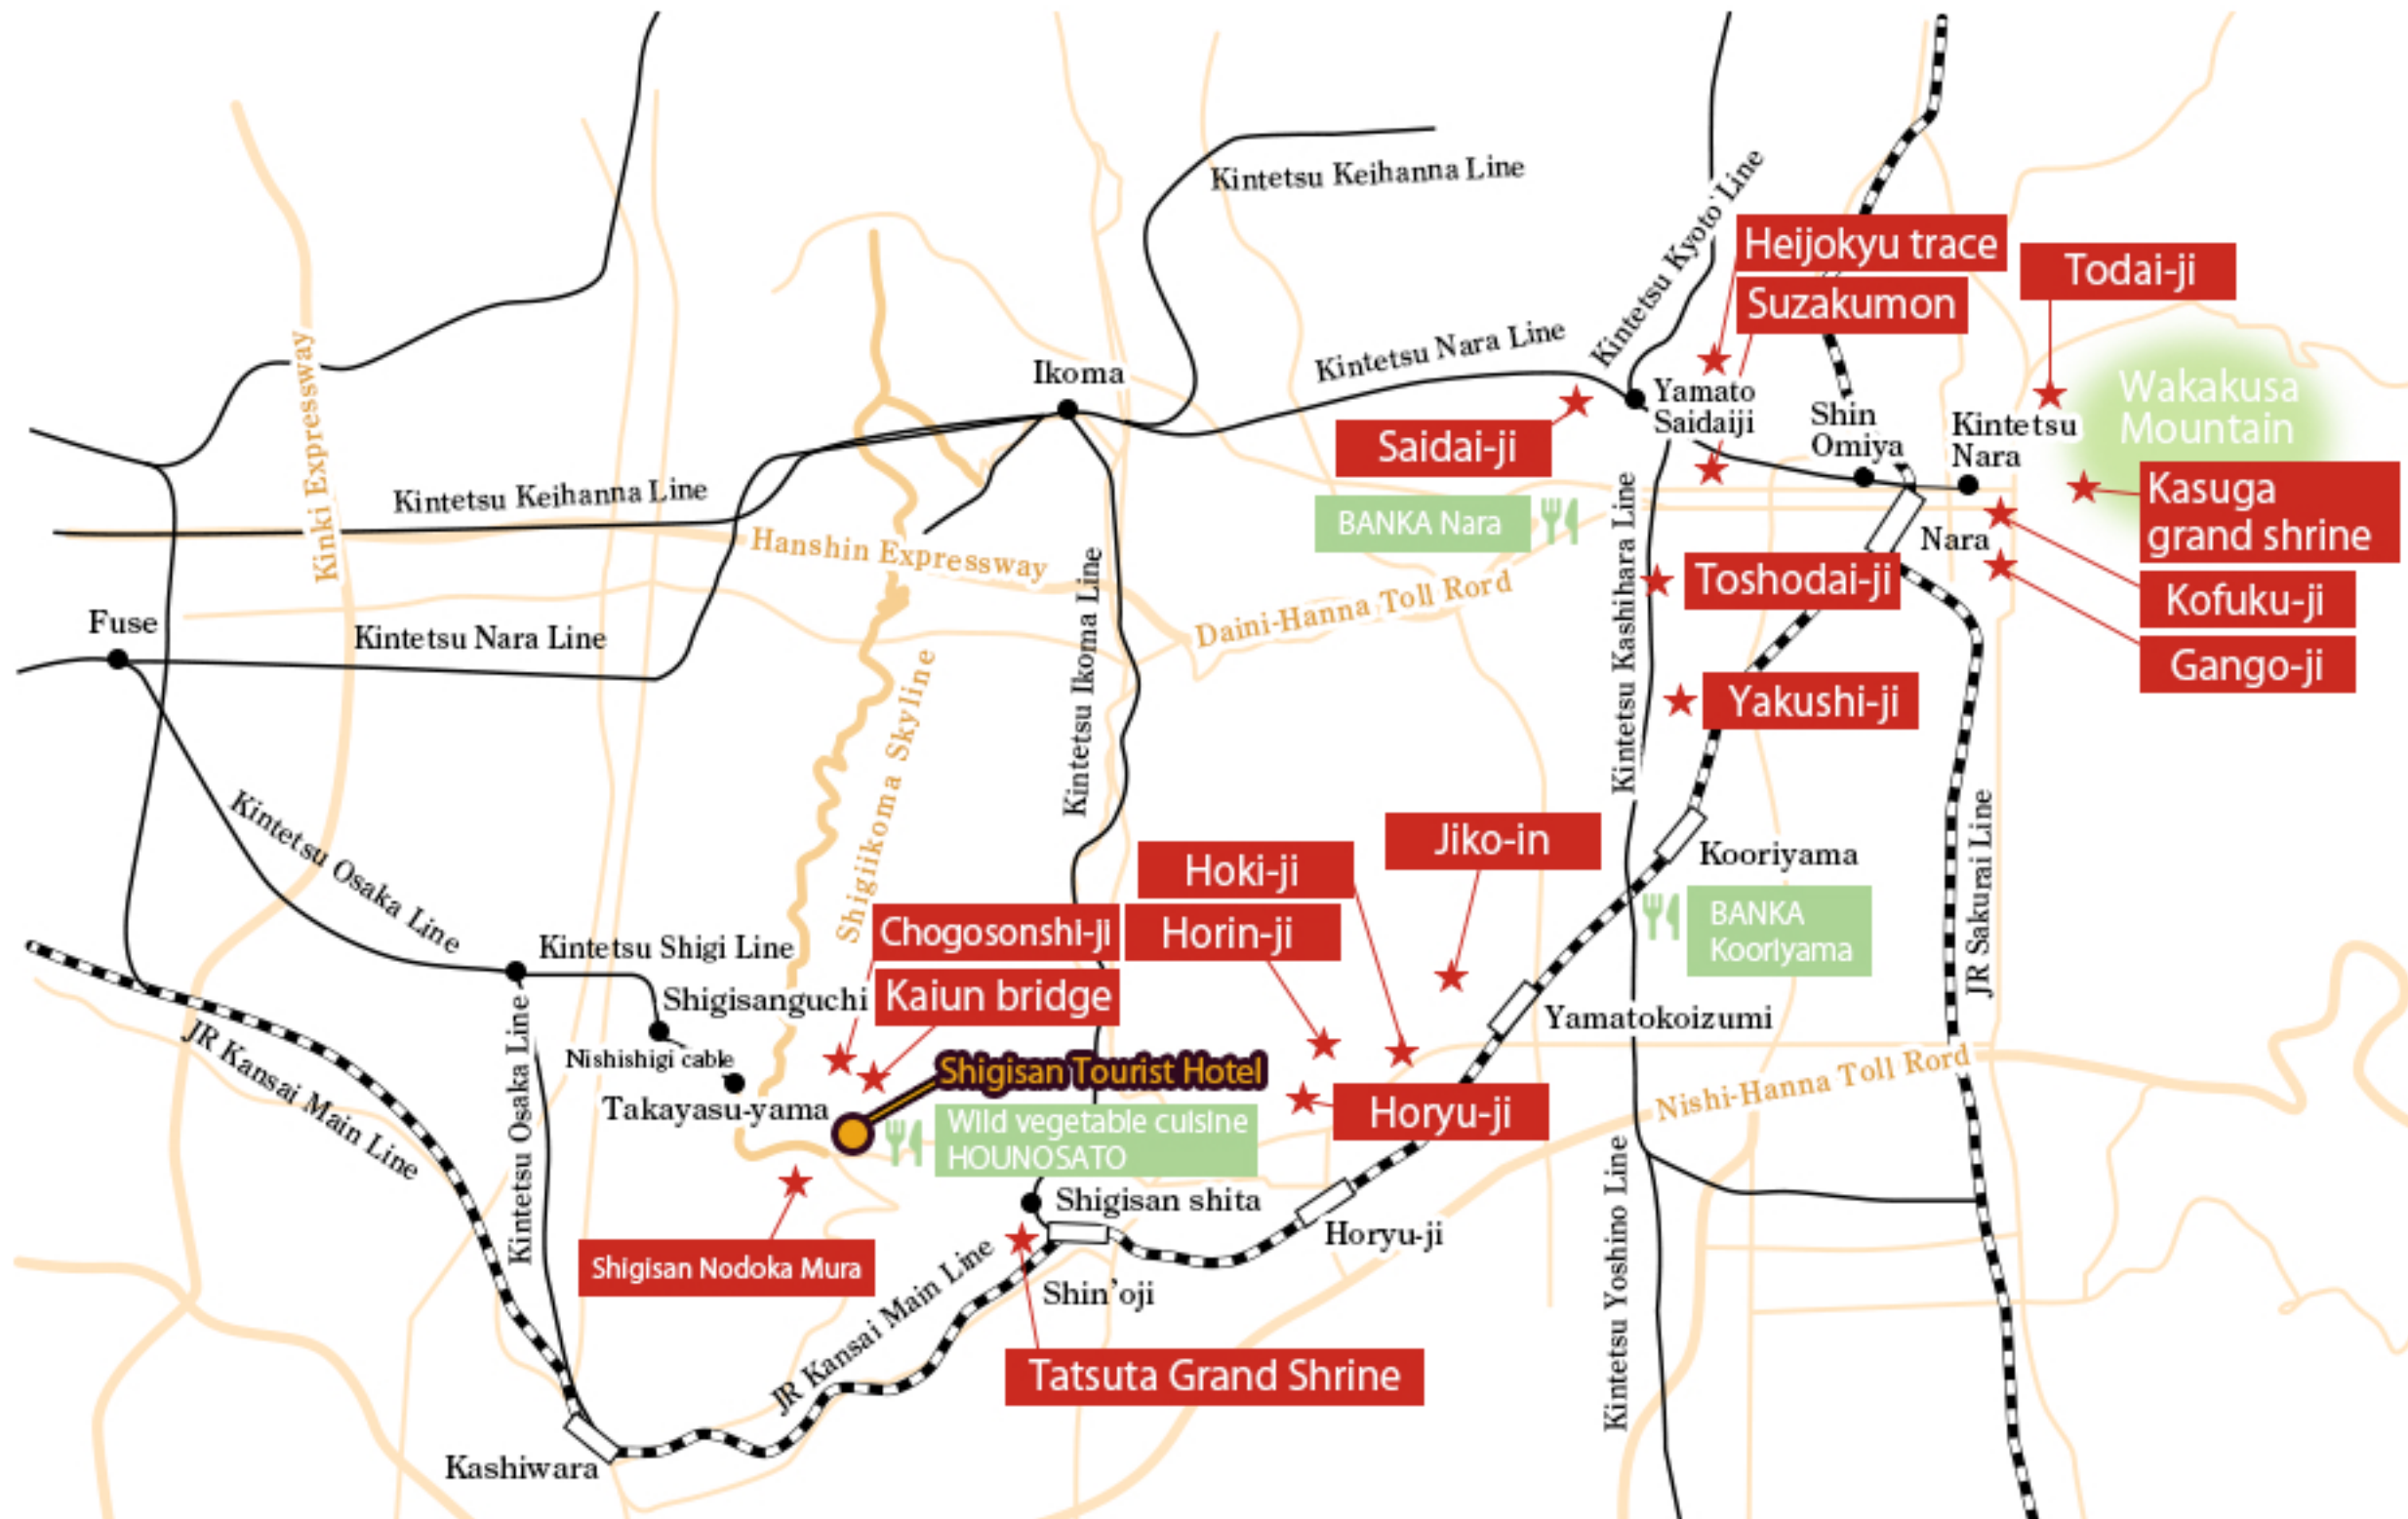 Kintetsu Keihanna Line
Kintetsu Kyoto Line
Heijokyu trace
Todai-ji
Suzakumon
Kinki Expressway
Ikoma
Kintetsu Nara Line
Yamato
Saidaiji
Shin
Omiya
Kintetsu
Nara
Wakakusa
Mountain
Saidai-ji
Kintetsu Keihanna Line
BANKA Nara
Kasuga
grand shrine
Hanshin Expressway
Nara
Kintetsu Kashihara Line
Toshodai-ji
Kofuku-ji
Daini-Hanna Toll Rord
Fuse
Kintetsu Nara Line
Kintetsu Ikoma Line
Gango-ji
Yakushi-ji
Shigiikoma Skyline
Kintetsu Osaka Line
Jiko-in
Hoki-ji
Kooriyama
JR Sakurai Line
BANKA
Kooriyama
Chogosonshi-ji
Horin-ji
Kintetsu Shigi Line
Shigisanguchi
Kaiun bridge
Yamatokoizumi
JR Kansai Main Line
Kintetsu Osaka Line
Nishishigi cable
Shigisan Tourist Hotel
Nishi-Hanna Toll Rord
Takayasu-yama
Horyu-ji
Wild vegetable cuisine
HOUNOSATO
Shigisan shita
Horyu-ji
Kintetsu Yoshino Line
Shigisan Nodoka Mura
JR Kansai Main Line
Shin'oji
Tatsuta Grand Shrine
Kashiwara